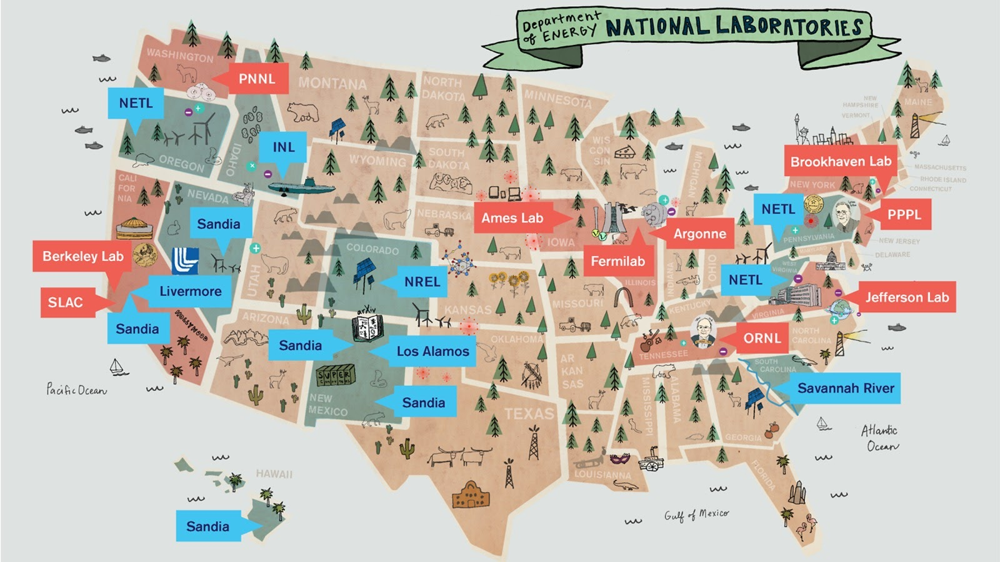 Department
of ENERGY NATIONAL LABORATORIES
WASHINGTON
PNNL
MONTANA
NORTH
DAKOTA
MINNESOTA
NEW
HAMPSHIRE
VERMONT
MAINE
NETL
OREGON
IDAHO
INL
WYOMING
SOUTH
DAKOTA
WIS
CON
SIN
MICHIGAN
Brookhaven Lab
MASSACHUSETTS
RHODE ISLAND
CONNECTICUT
NEW YORK
CALI
FOR
NIA
NEVADA
Sandia
NEBRASKA
Ames Lab
IOWA
Argonne
Fermilab
NETL
PPPL
PENNSYLVANIA
NEW JERSEY
MARYLAND
DELAWARE
Berkeley Lab
SLAC
Livermore
Sandia
HOLLYWOOD
UTAH
COLORADO
NREL
KANSAS
MISSOURI
ILLINOIS
INDIANA
OHIO
NETL
WEST
VIRGINIA
Jefferson Lab
KENTUCKY
VIRGINIA
ARIZONA
arXiv
Sandia
Los Alamos
OKLAHOMA
AR
KAN
SAS
TENNESSEE
ORNL
NORTH
CAROLINA
SOUTH
CAROLINA
Savannah River
SUPER
NEW
MEXICO
Sandia
TEXAS
MISSISSIPPI
ALABAMA
GEORGIA
LOUISIANNA
FLORIDA
Pacific Ocean
Atlantic
Ocean
Gulf of Mexico
HAWAII
Sandia